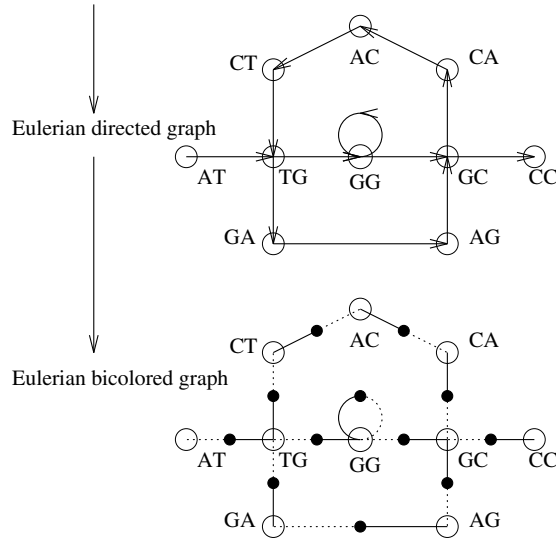 CT
AC
CA
Eulerian directed graph
AT
TG
GG
GC
CC
GA
AG
CT
AC
CA
Eulerian bicolored graph
AT
TG
GG
GC
CC
GA
AG